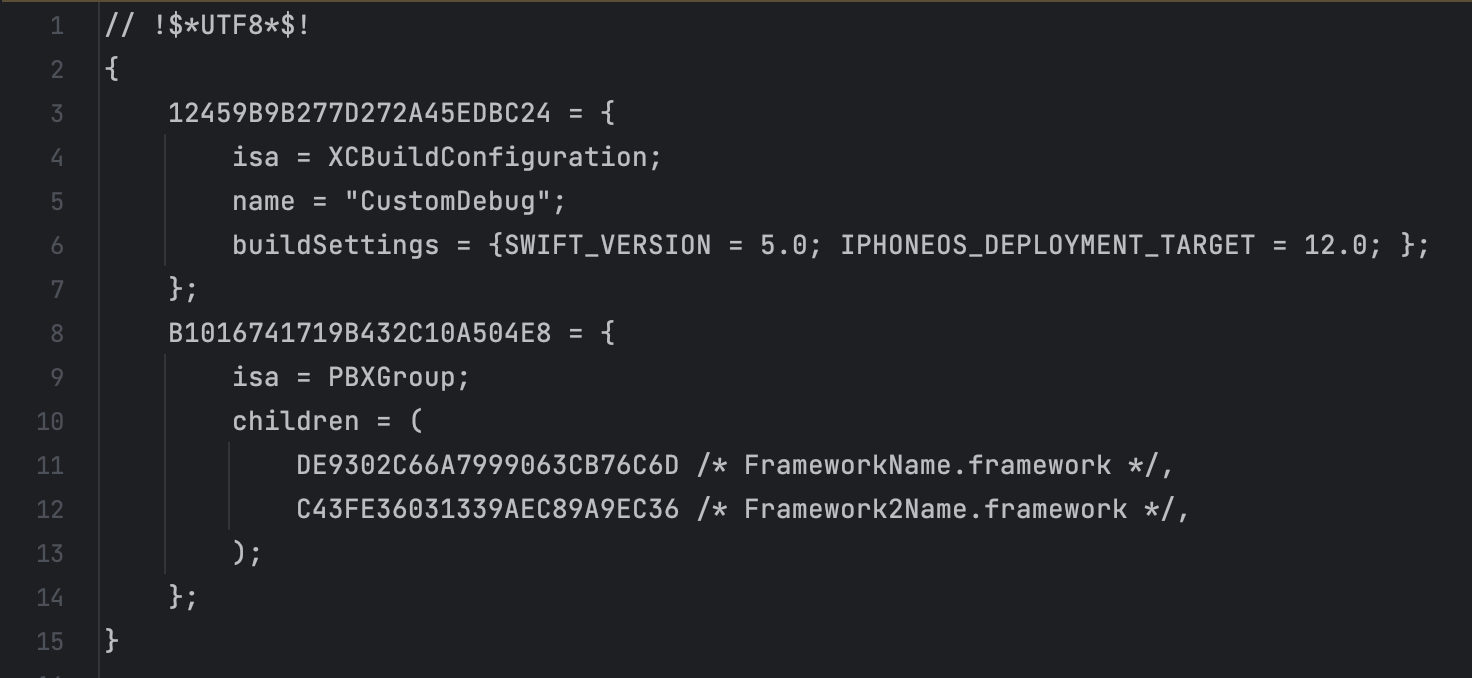 1 // !$*UTF8*$!
2 {
3     12459B9B277D272A45EDBC24 = {
4         isa = XCBuildConfiguration;
5         name = "CustomDebug";
6         buildSettings = {SWIFT_VERSION = 5.0; IPHONEOS_DEPLOYMENT_TARGET = 12.0; };
7     };
8     B1016741719B432C10A504E8 = {
9         isa = PBXGroup;
10         children = (
11             DE9302C66A7999063CB76C6D /* FrameworkName.framework */,
12             C43FE36031339AEC89A9EC36 /* Framework2Name.framework */,
13         );
14     };
15 }